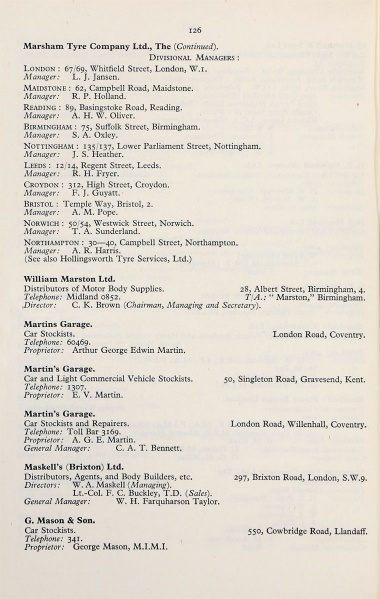 126
Marsham Tyre Company Ltd., The (Continued).
DIVISIONAL MANAGERS :
LONDON : 67/69, Whitfield Street, London, W.1.
Manager: L. J. Jansen.
MAIDSTONE : 62, Campbell Road, Maidstone.
Manager: R. P. Holland.
READING : 89, Basingstoke Road, Reading.
Manager: A. H. W. Oliver.
BIRMINGHAM : 75, Suffolk Street, Birmingham.
Manager: S. A. Oxley.
NOTTINGHAM : 135/137, Lower Parliament Street, Nottingham.
Manager: J. S. Heather.
LEEDS : 12/14, Regent Street, Leeds.
Manager: R. H. Fryer.
CROYDON : 312, High Street, Croydon.
Manager: F. J. Guyatt.
BRISTOL : Temple Way, Bristol, 2.
Manager: A. M. Pope.
NORWICH : 50/54, Westwick Street, Norwich.
Manager: T. A. Sunderland.
NORTHAMPTON : 30—40, Campbell Street, Northampton.
Manager: A. R. Harris.
(See also Hollingsworth Tyre Services, Ltd.)
William Marston Ltd.
Distributors of Motor Body Supplies. 28, Albert Street, Birmingham, 4.
Telephone: Midland 0852. T/A.: “ Marston,” Birmingham.
Director: C. K. Brown (Chairman, Managing and Secretary).
Martins Garage.
Car Stockists. London Road, Coventry.
Telephone: 60469.
Proprietor: Arthur George Edwin Martin.
Martin's Garage.
Car and Light Commercial Vehicle Stockists. 50, Singleton Road, Gravesend, Kent.
Telephone: 1307.
Proprietor: E. V. Martin.
Martin's Garage.
Car Stockists and Repairers. London Road, Willenhall, Coventry.
Telephone: Toll Bar 3169.
Proprietor: A. G. E. Martin.
General Manager: C. A. T. Bennett.
Maskell's (Brixton) Ltd.
Distributors, Agents, and Body Builders, etc. 297, Brixton Road, London, S.W.9.
Directors: W. A. Maskell (Managing).
Lt.-Col. F. C. Buckley, T.D. (Sales).
General Manager: W. H. Farquharson Taylor.
G. Mason & Son.
Car Stockists. 550, Cowbridge Road, Llandaff.
Telephone: 341.
Proprietor: George Mason, M.I.M.I.